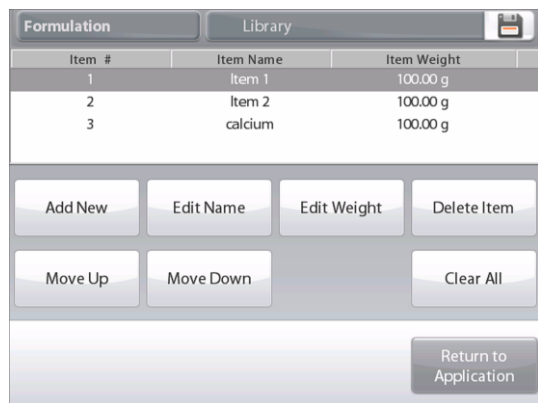 Formulation Library
Item # Item Name Item Weight
1 Item 1 100.00 g
2 Item 2 100.00 g
3 calcium 100.00 g
Add New Edit Name Edit Weight Delete Item
Move Up Move Down Clear All
Return to
Application